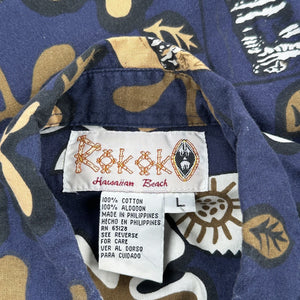 KOKOKO
Hawaiian Beach
L
100% COTTON
100% ALGODON
MADE IN PHILIPPINES
HECHO EN PHILIPPINES
RN 65128
SEE REVERSE
FOR CARE
VER AL DORSO
PARA CUIDADO